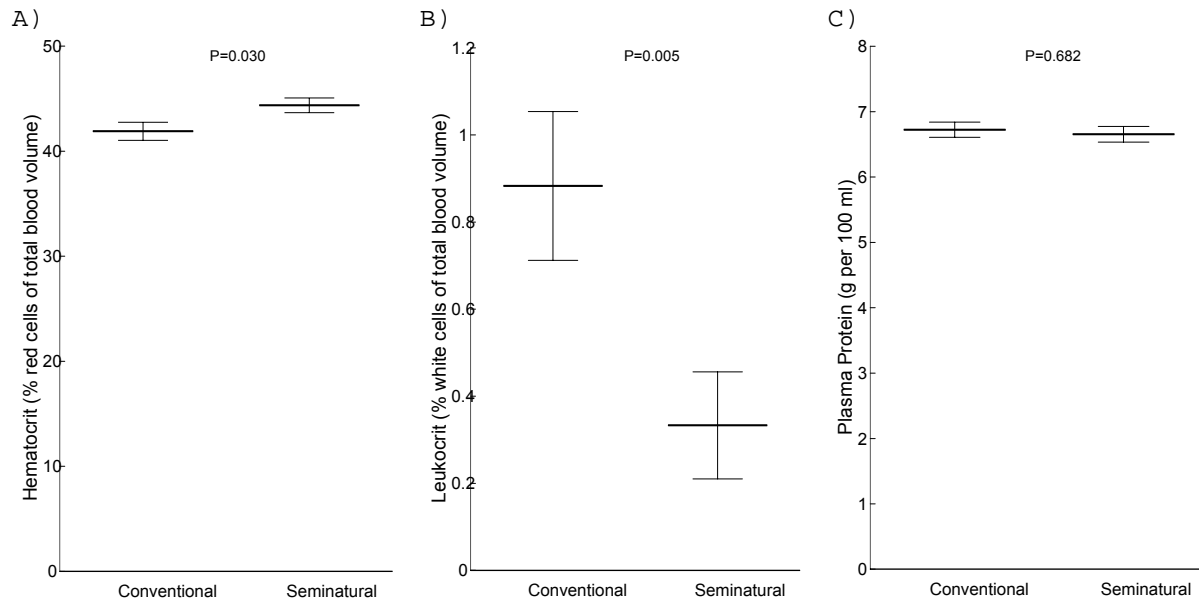 A)
Hematocrit (% red cells of total blood volume)
50
40
30
20
10
0
P=0.030
Conventional
Seminatural
B)
Leukocrit (% white cells of total blood volume)
1.2
1
0.8
0.6
0.4
0.2
0
P=0.005
Conventional
Seminatural
C)
Plasma Protein (g per 100 ml)
8
7
6
5
4
3
2
1
0
P=0.682
Conventional
Seminatural